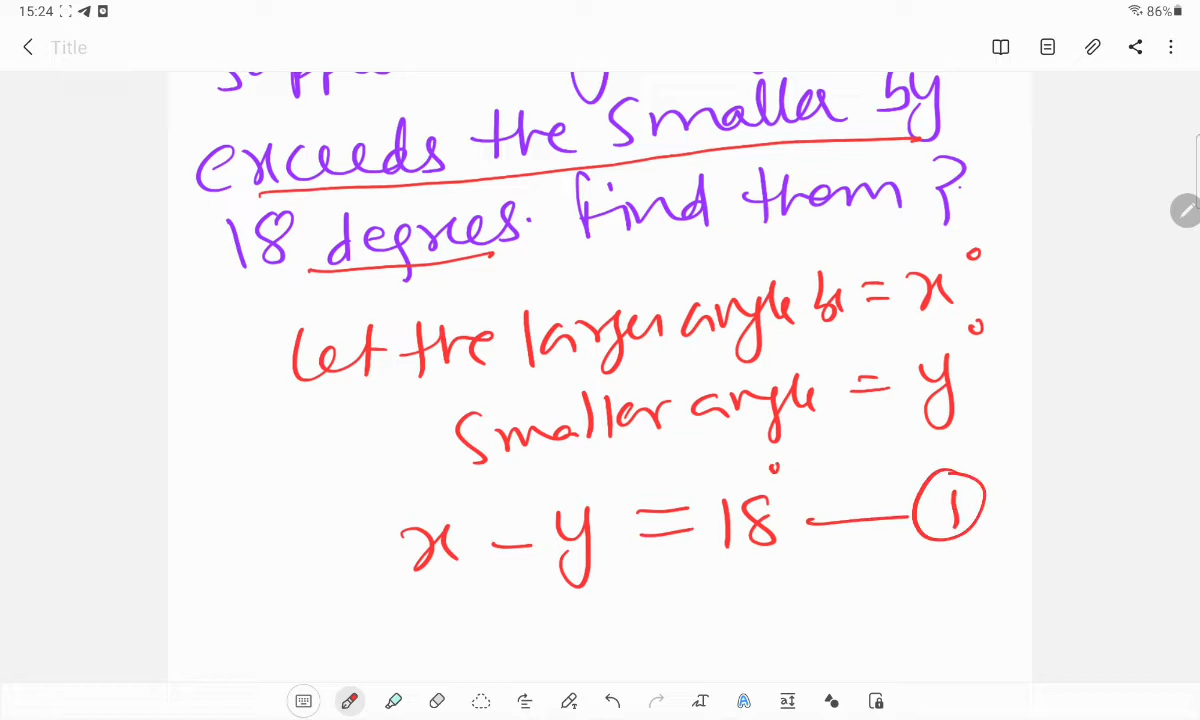 15:24 86%
Title
exceeds the smaller by
18 degrees. find them?
Let the larger angle be = x°
smaller angle = y°
x - y = 18° — 1